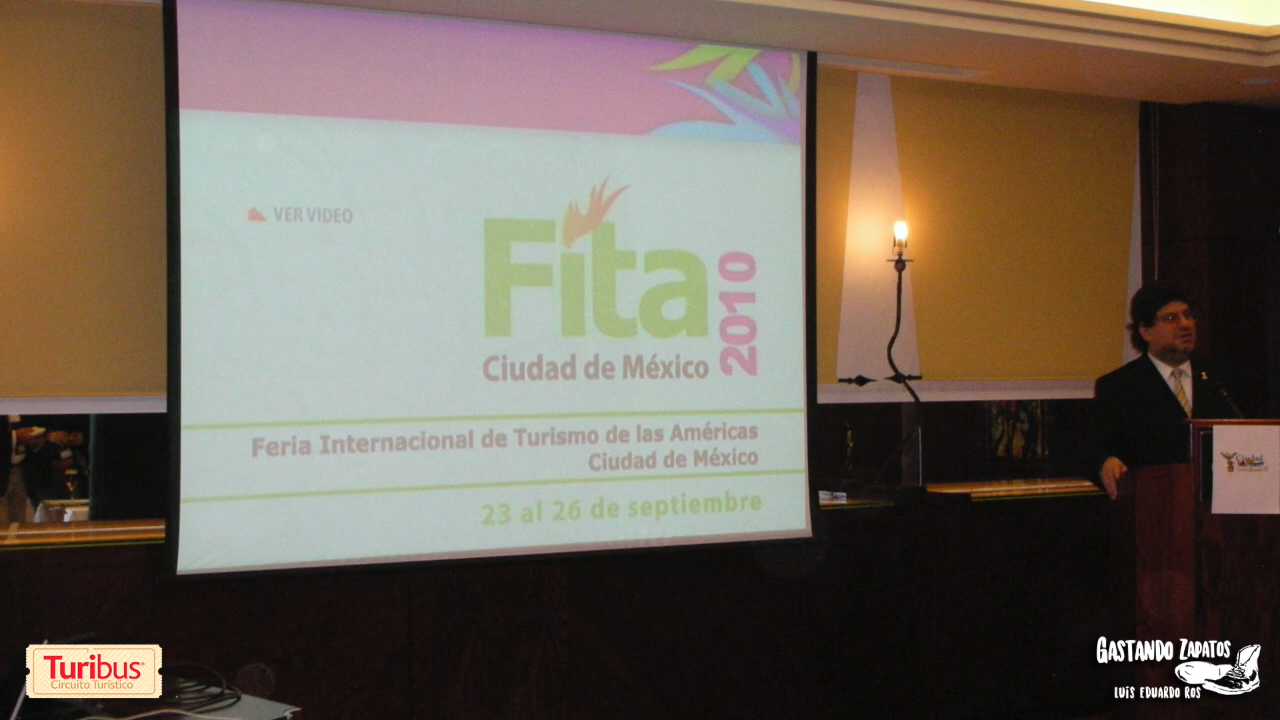 VER VIDEO
Fita
2010
Ciudad de México
Feria Internacional de Turismo de las Américas
Ciudad de México
23 al 26 de septiembre
Ciudad
Turibus
Circuito Turístico
GASTANDO ZAPATOS
LUIS EDUARDO ROS